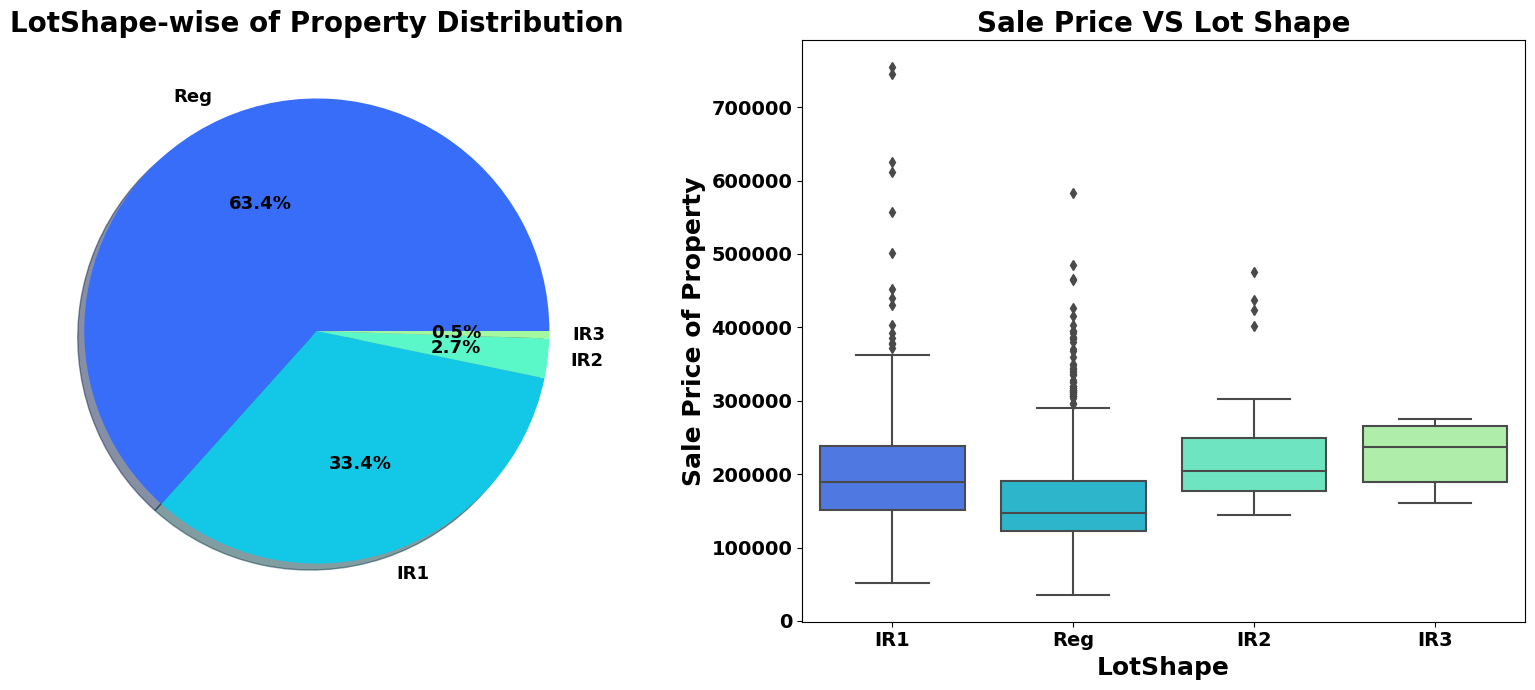 LotShape-wise of Property Distribution
Reg
63.4%
0.5%
IR3
2.7%
IR2
33.4%
IR1
Sale Price VS Lot Shape
Sale Price of Property
700000
600000
500000
400000
300000
200000
100000
0
IR1
Reg
IR2
IR3
LotShape